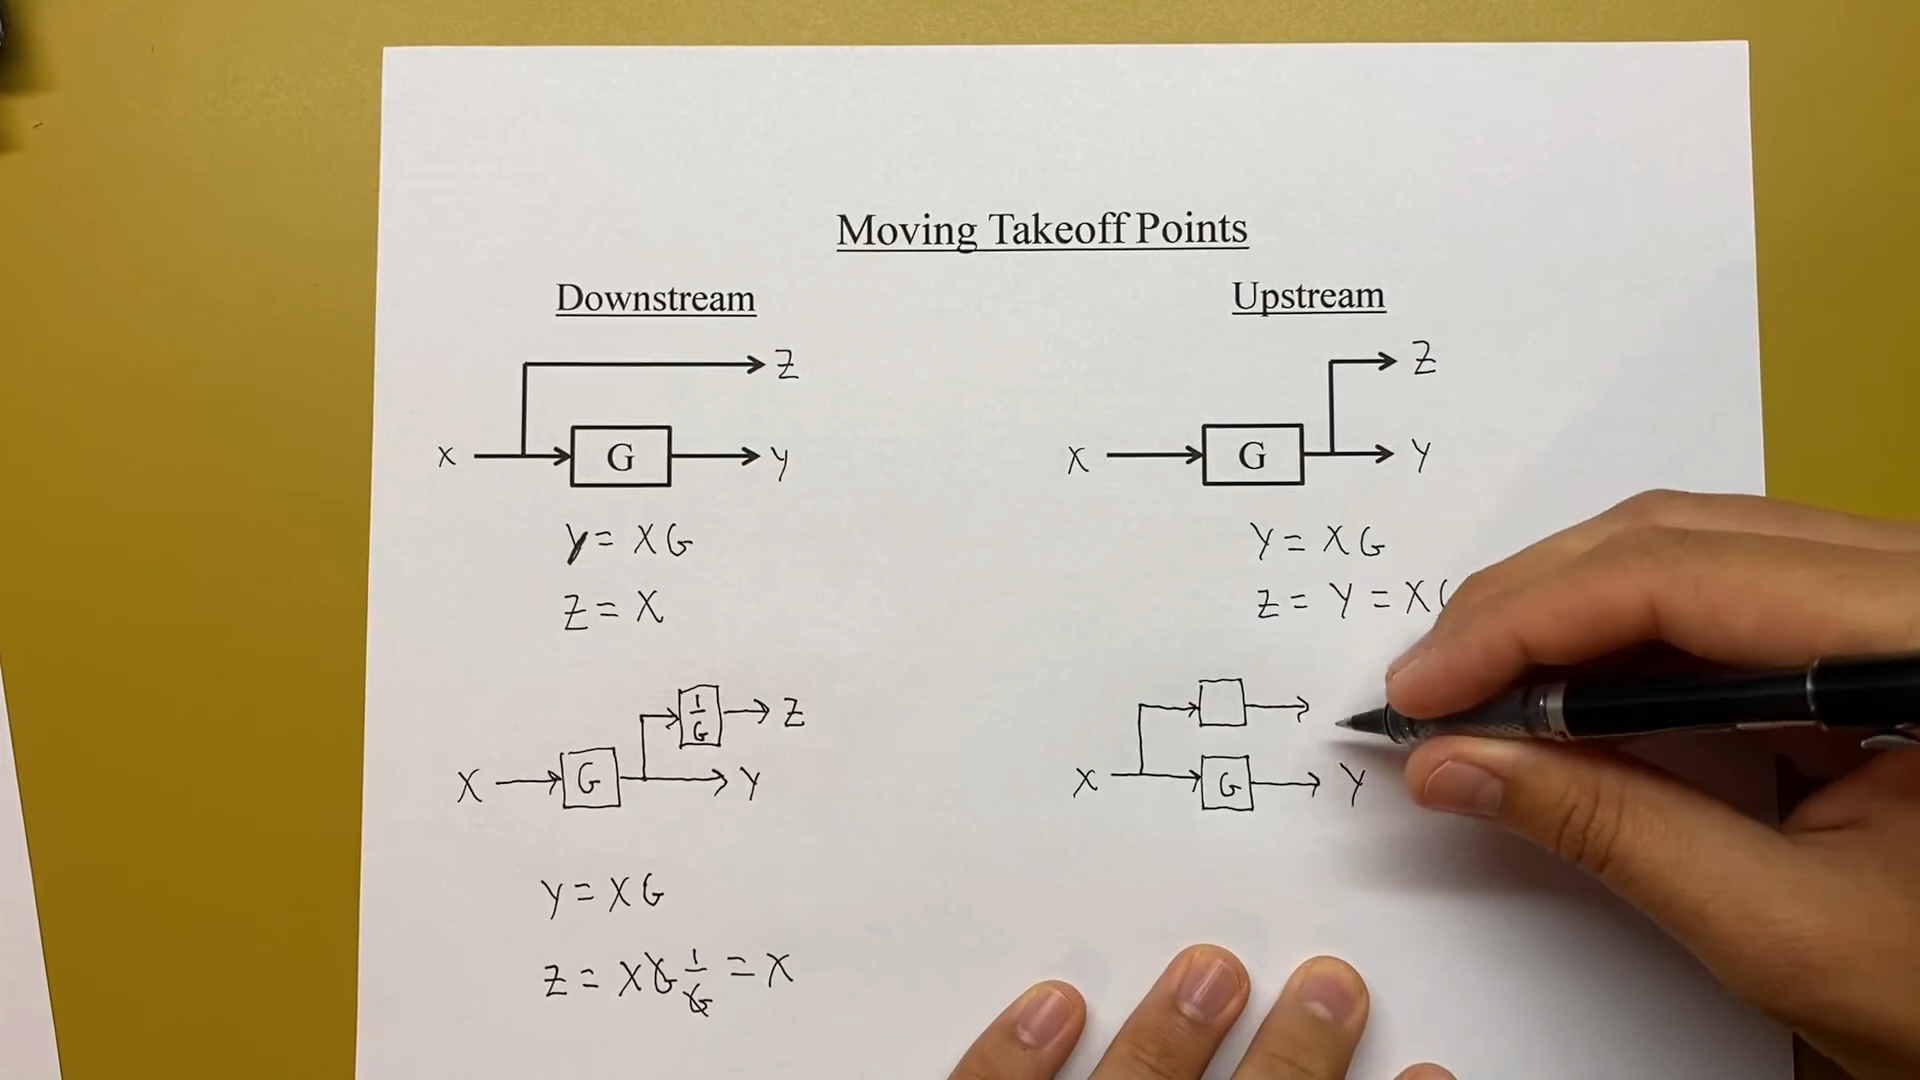 Moving Takeoff Points
Downstream
Z
X G Y
Y = XG
Z = X
1/G Z
X G Y
Y = XG
Z = XG 1/G = X
Upstream
Z
X G Y
Y = XG
Z = Y = X
X G Y